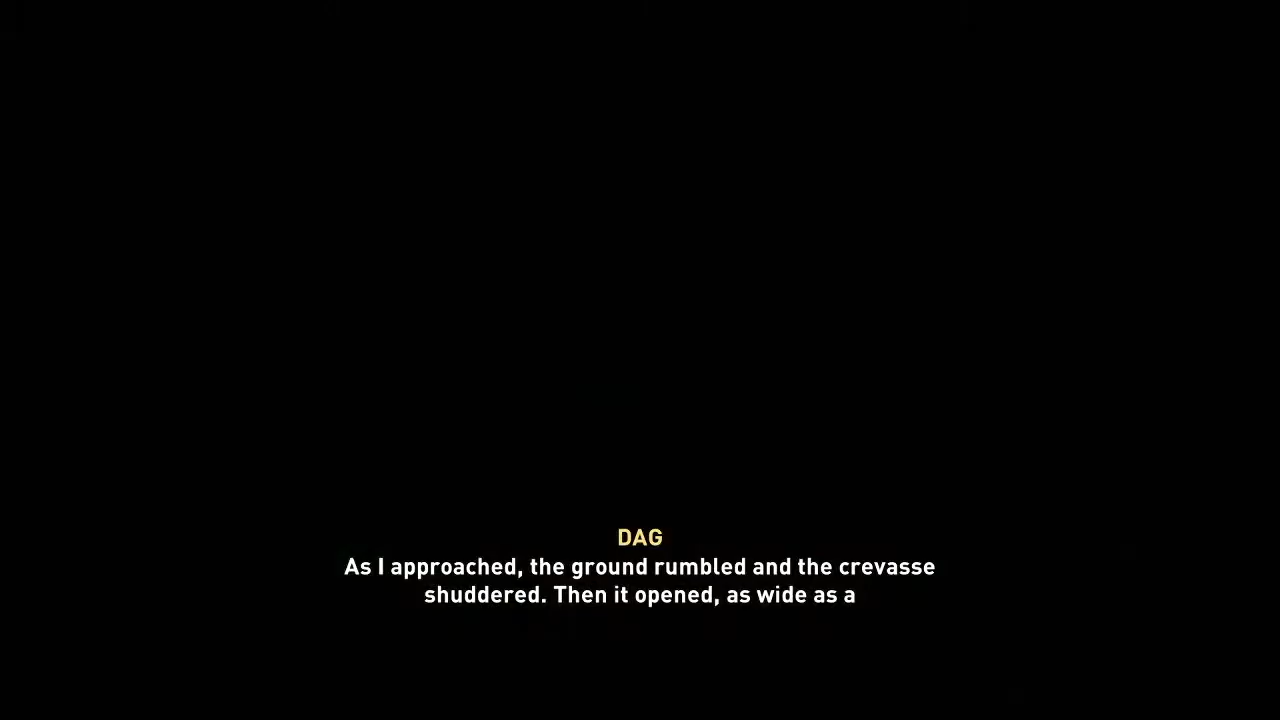 DAG
As I approached, the ground rumbled and the crevasse
shuddered. Then it opened, as wide as a